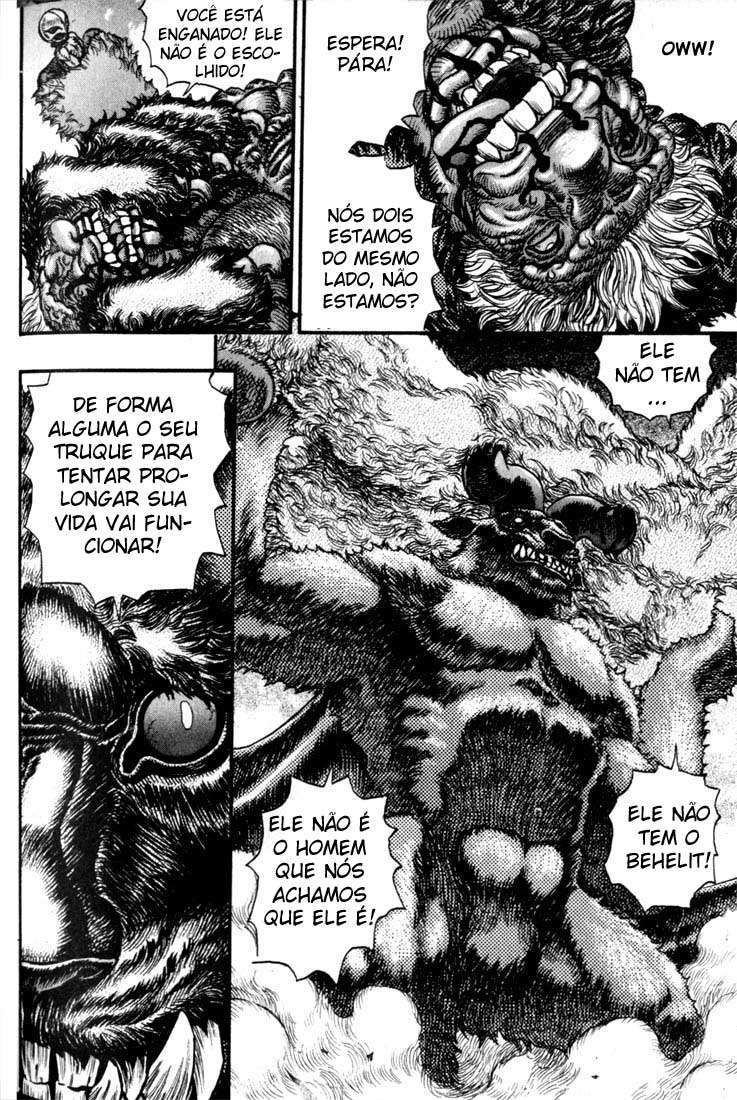 OWW!
ESPERA!
PÁRA!
NÓS DOIS
ESTAMOS
DO MESMO
LADO, NÃO
ESTAMOS?
VOCÊ ESTÁ
ENGANADO! ELE
NÃO É O ESCO-
LHIDO!
ELE
NÃO TEM
...
ELE NÃO
TEM O
BEHELIT!
ELE NÃO É
O HOMEM
QUE NÓS
ACHAMOS
QUE ELE É!
DE FORMA
ALGUMA O SEU
TRUQUE PARA
TENTAR PRO-
LONGAR SUA
VIDA VAI FUN-
CIONAR!